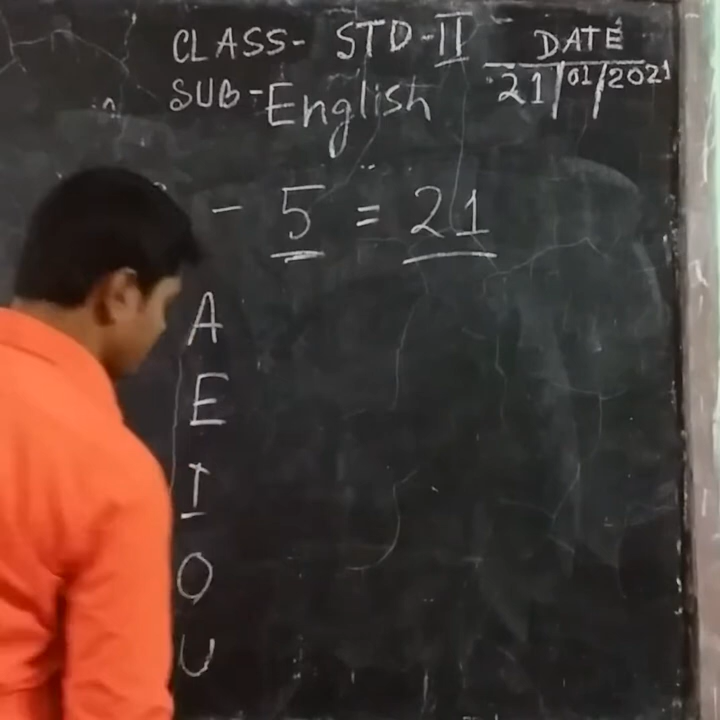 CLASS- STD-II
DATE
SUB-English
21/01/2021
- 5 = 21
A
E
I
O
U